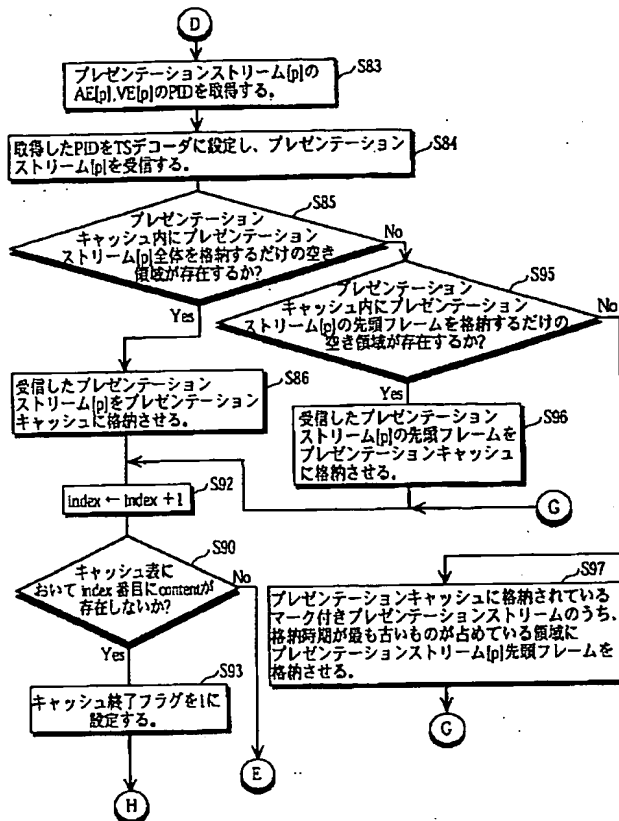 D
プレゼンテーションストリーム[p]の
AE[p],VE[p]のPIDを取得する。
S83
取得したPIDをTSデコーダに設定し、プレゼンテーション
ストリーム[p]を受信する。
S84
プレゼンテーション
キャッシュ内にプレゼンテーション
ストリーム[p]全体を格納するだけの空き
領域が存在するか?
S85
No
Yes
プレゼンテーション
キャッシュ内にプレゼンテーション
ストリーム[p]の先頭フレームを格納するだけの
空き領域が存在するか?
S95
No
Yes
受信したプレゼンテーション
ストリーム[p]をプレゼンテーション
キャッシュに格納させる。
S86
受信したプレゼンテーション
ストリーム[p]の先頭フレームを
プレゼンテーションキャッシュ
に格納させる。
S96
G
index ← index + 1
S92
キャッシュ表に
おいて index 番目にcontentが
存在しないか?
S90
No
Yes
プレゼンテーションキャッシュに格納されている
マーク付きプレゼンテーションストリームのうち、
格納時期が最も古いものが占めている領域に
プレゼンテーションストリーム[p]先頭フレームを
格納させる。
S97
G
キャッシュ終了フラグを1に
設定する。
S93
E
H